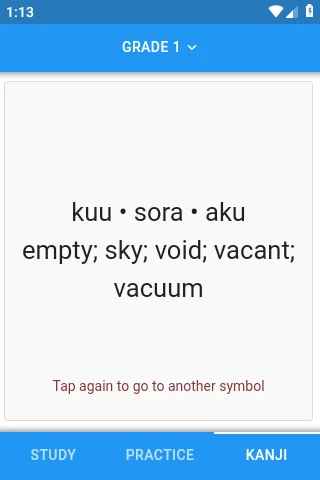 1:13
GRADE 1
kuu • sora • aku
empty; sky; void; vacant;
vacuum
Tap again to go to another symbol
STUDY PRACTICE KANJI